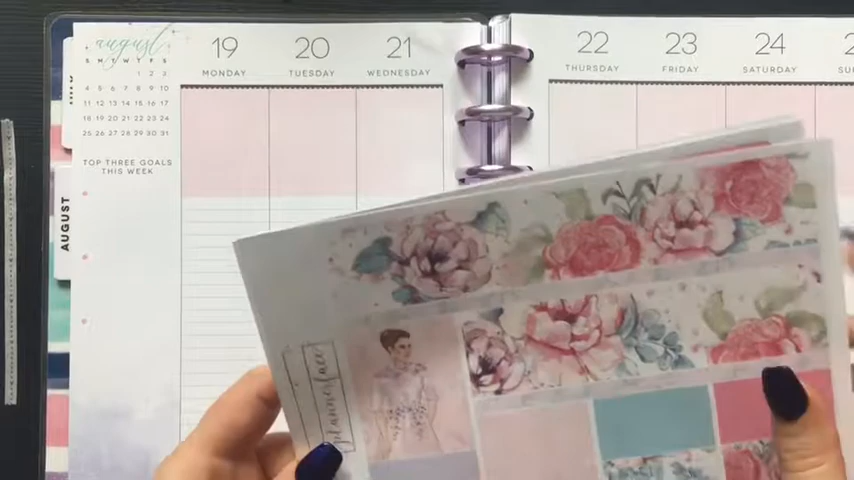 august
S M T W T F S
1 2 3
4 5 6 7 8 9 10
11 12 13 14 15 16 17
18 19 20 21 22 23 24
25 26 27 28 29 30 31
19 20 21
MONDAY TUESDAY WEDNESDAY
22 23 24
THURSDAY FRIDAY SATURDAY
TOP THREE GOALS
THIS WEEK
AUGUST
plannerface